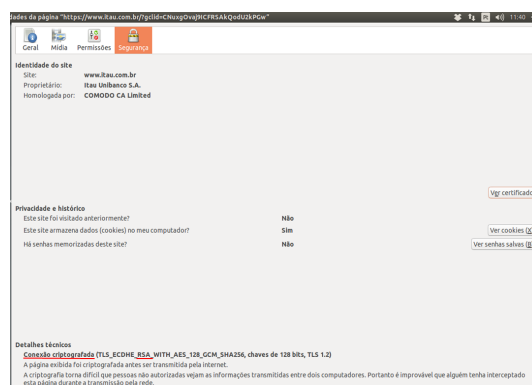 dades da página "https://www.itau.com.br/?gclid=CNuxgOvaj9ICFRSAkQodU2kPGw"
Pt 11:40
Geral Mídia Permissões Segurança
Identidade do site
Site: www.itau.com.br
Proprietário: Itau Unibanco S.A.
Homologada por: COMODO CA Limited
Ver certificado
Privacidade e histórico
Este site foi visitado anteriormente? Não
Este site armazena dados (cookies) no meu computador? Sim Ver cookies (X
Há senhas memorizadas deste site? Não Ver senhas salvas (B
Detalhes técnicos
Conexão criptografada (TLS_ECDHE_RSA_WITH_AES_128_GCM_SHA256, chaves de 128 bits, TLS 1.2)
A página exibida foi criptografada antes ser transmitida pela internet.
A criptografia torna difícil que pessoas não autorizadas vejam as informações transmitidas entre dois computadores. Portanto é improvável que alguém tenha interceptado
esta página durante a transmissão pela rede.